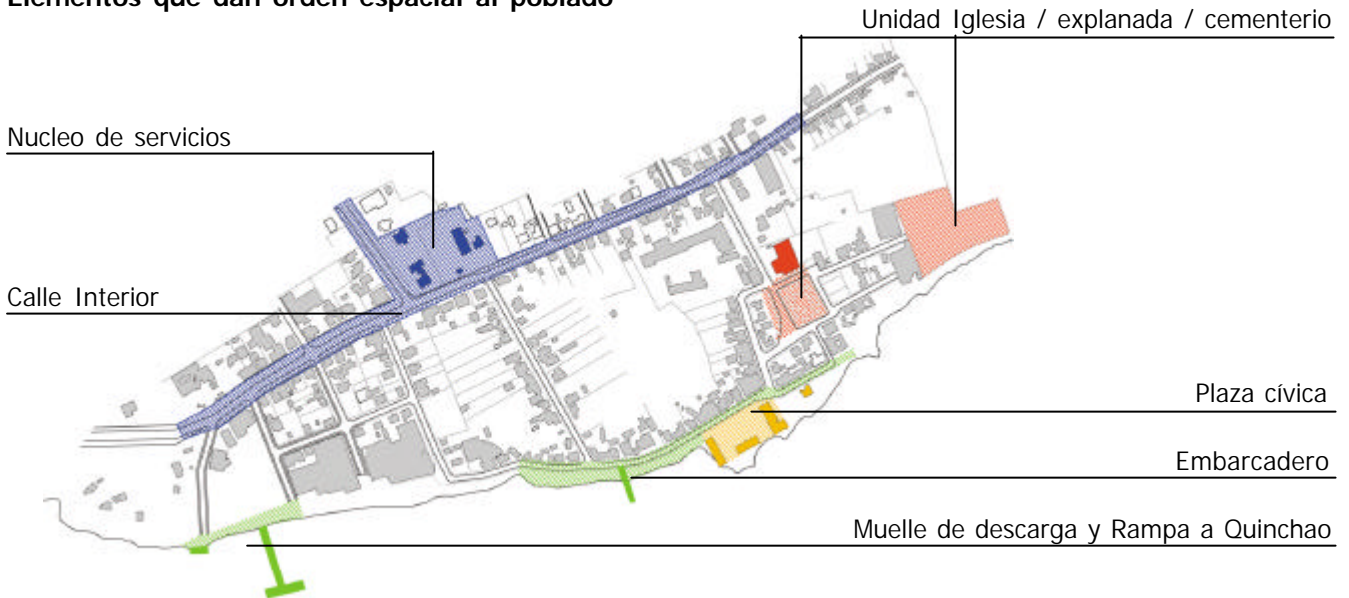 Elementos que dan orden espacial al poblado
Unidad Iglesia / explanada / cementerio
Nucleo de servicios
Calle Interior
Plaza cívica
Embarcadero
Muelle de descarga y Rampa a Quinchao